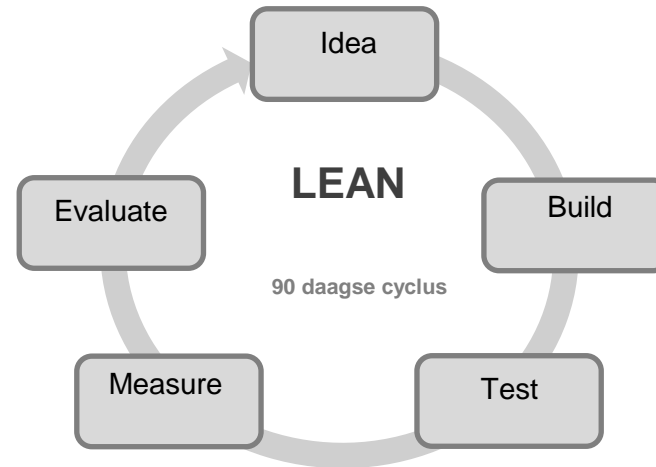 Idea
LEAN
Evaluate
Build
90 daagse cyclus
Measure
Test